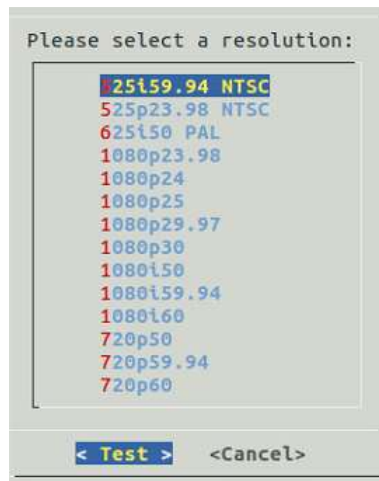 Please select a resolution:
525i59.94 NTSC
525p23.98 NTSC
625i50 PAL
1080p23.98
1080p24
1080p25
1080p29.97
1080p30
1080i50
1080i59.94
1080i60
720p50
720p59.94
720p60
< Test > <Cancel>